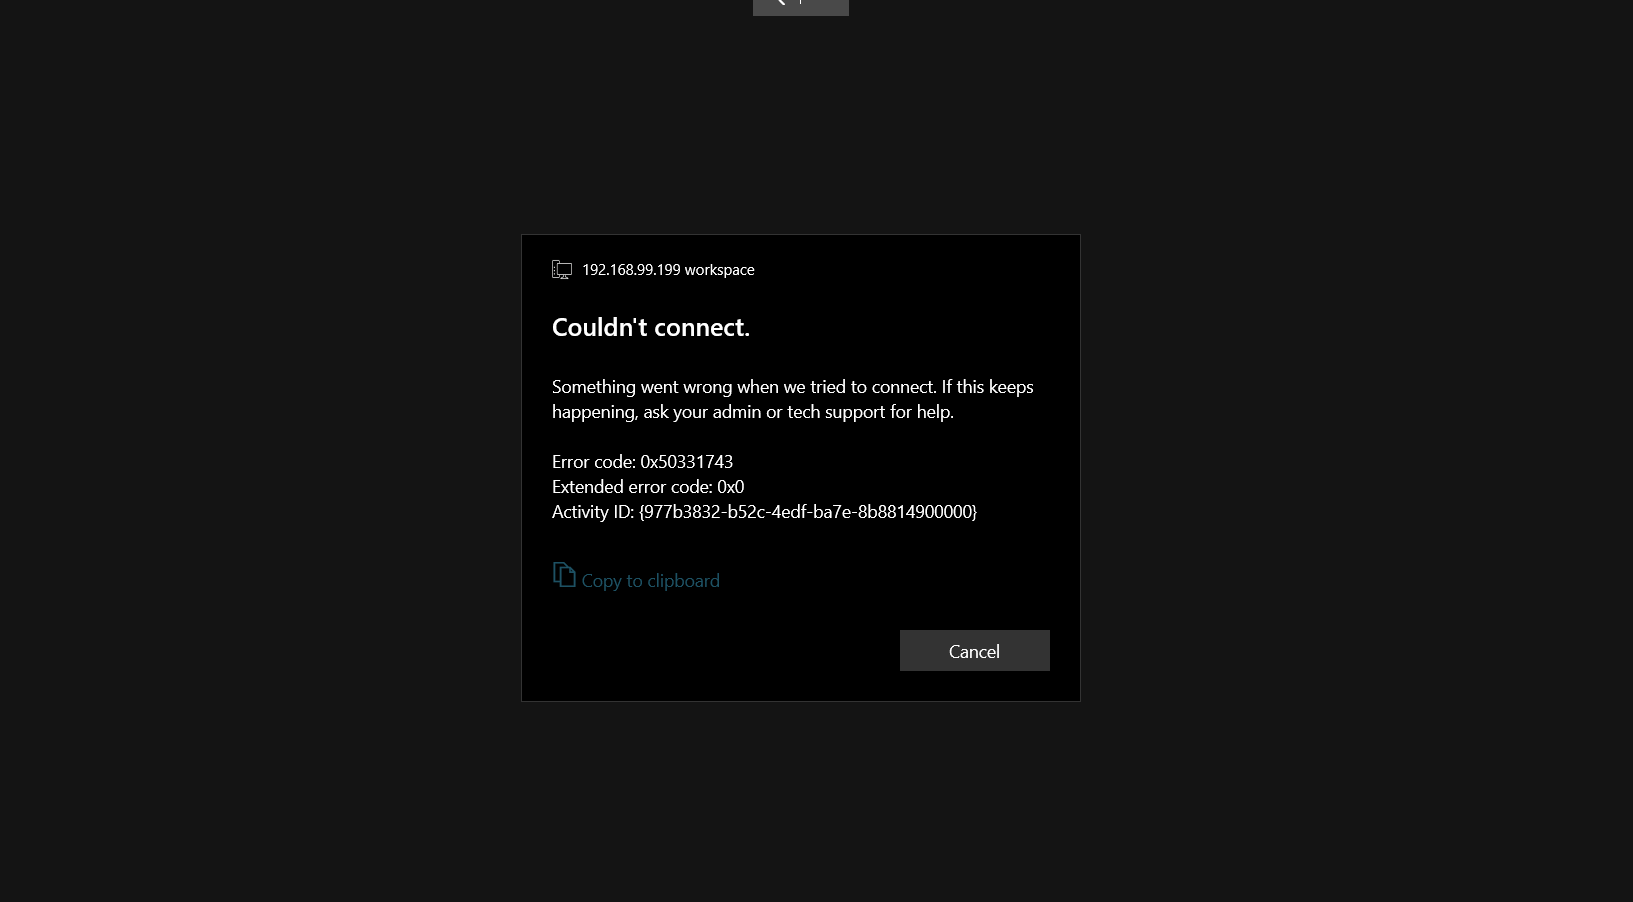 192.168.99.199 workspace
Couldn't connect.
Something went wrong when we tried to connect. If this keeps
happening, ask your admin or tech support for help.
Error code: 0x50331743
Extended error code: 0x0
Activity ID: {977b3832-b52c-4edf-ba7e-8b8814900000}
Copy to clipboard
Cancel